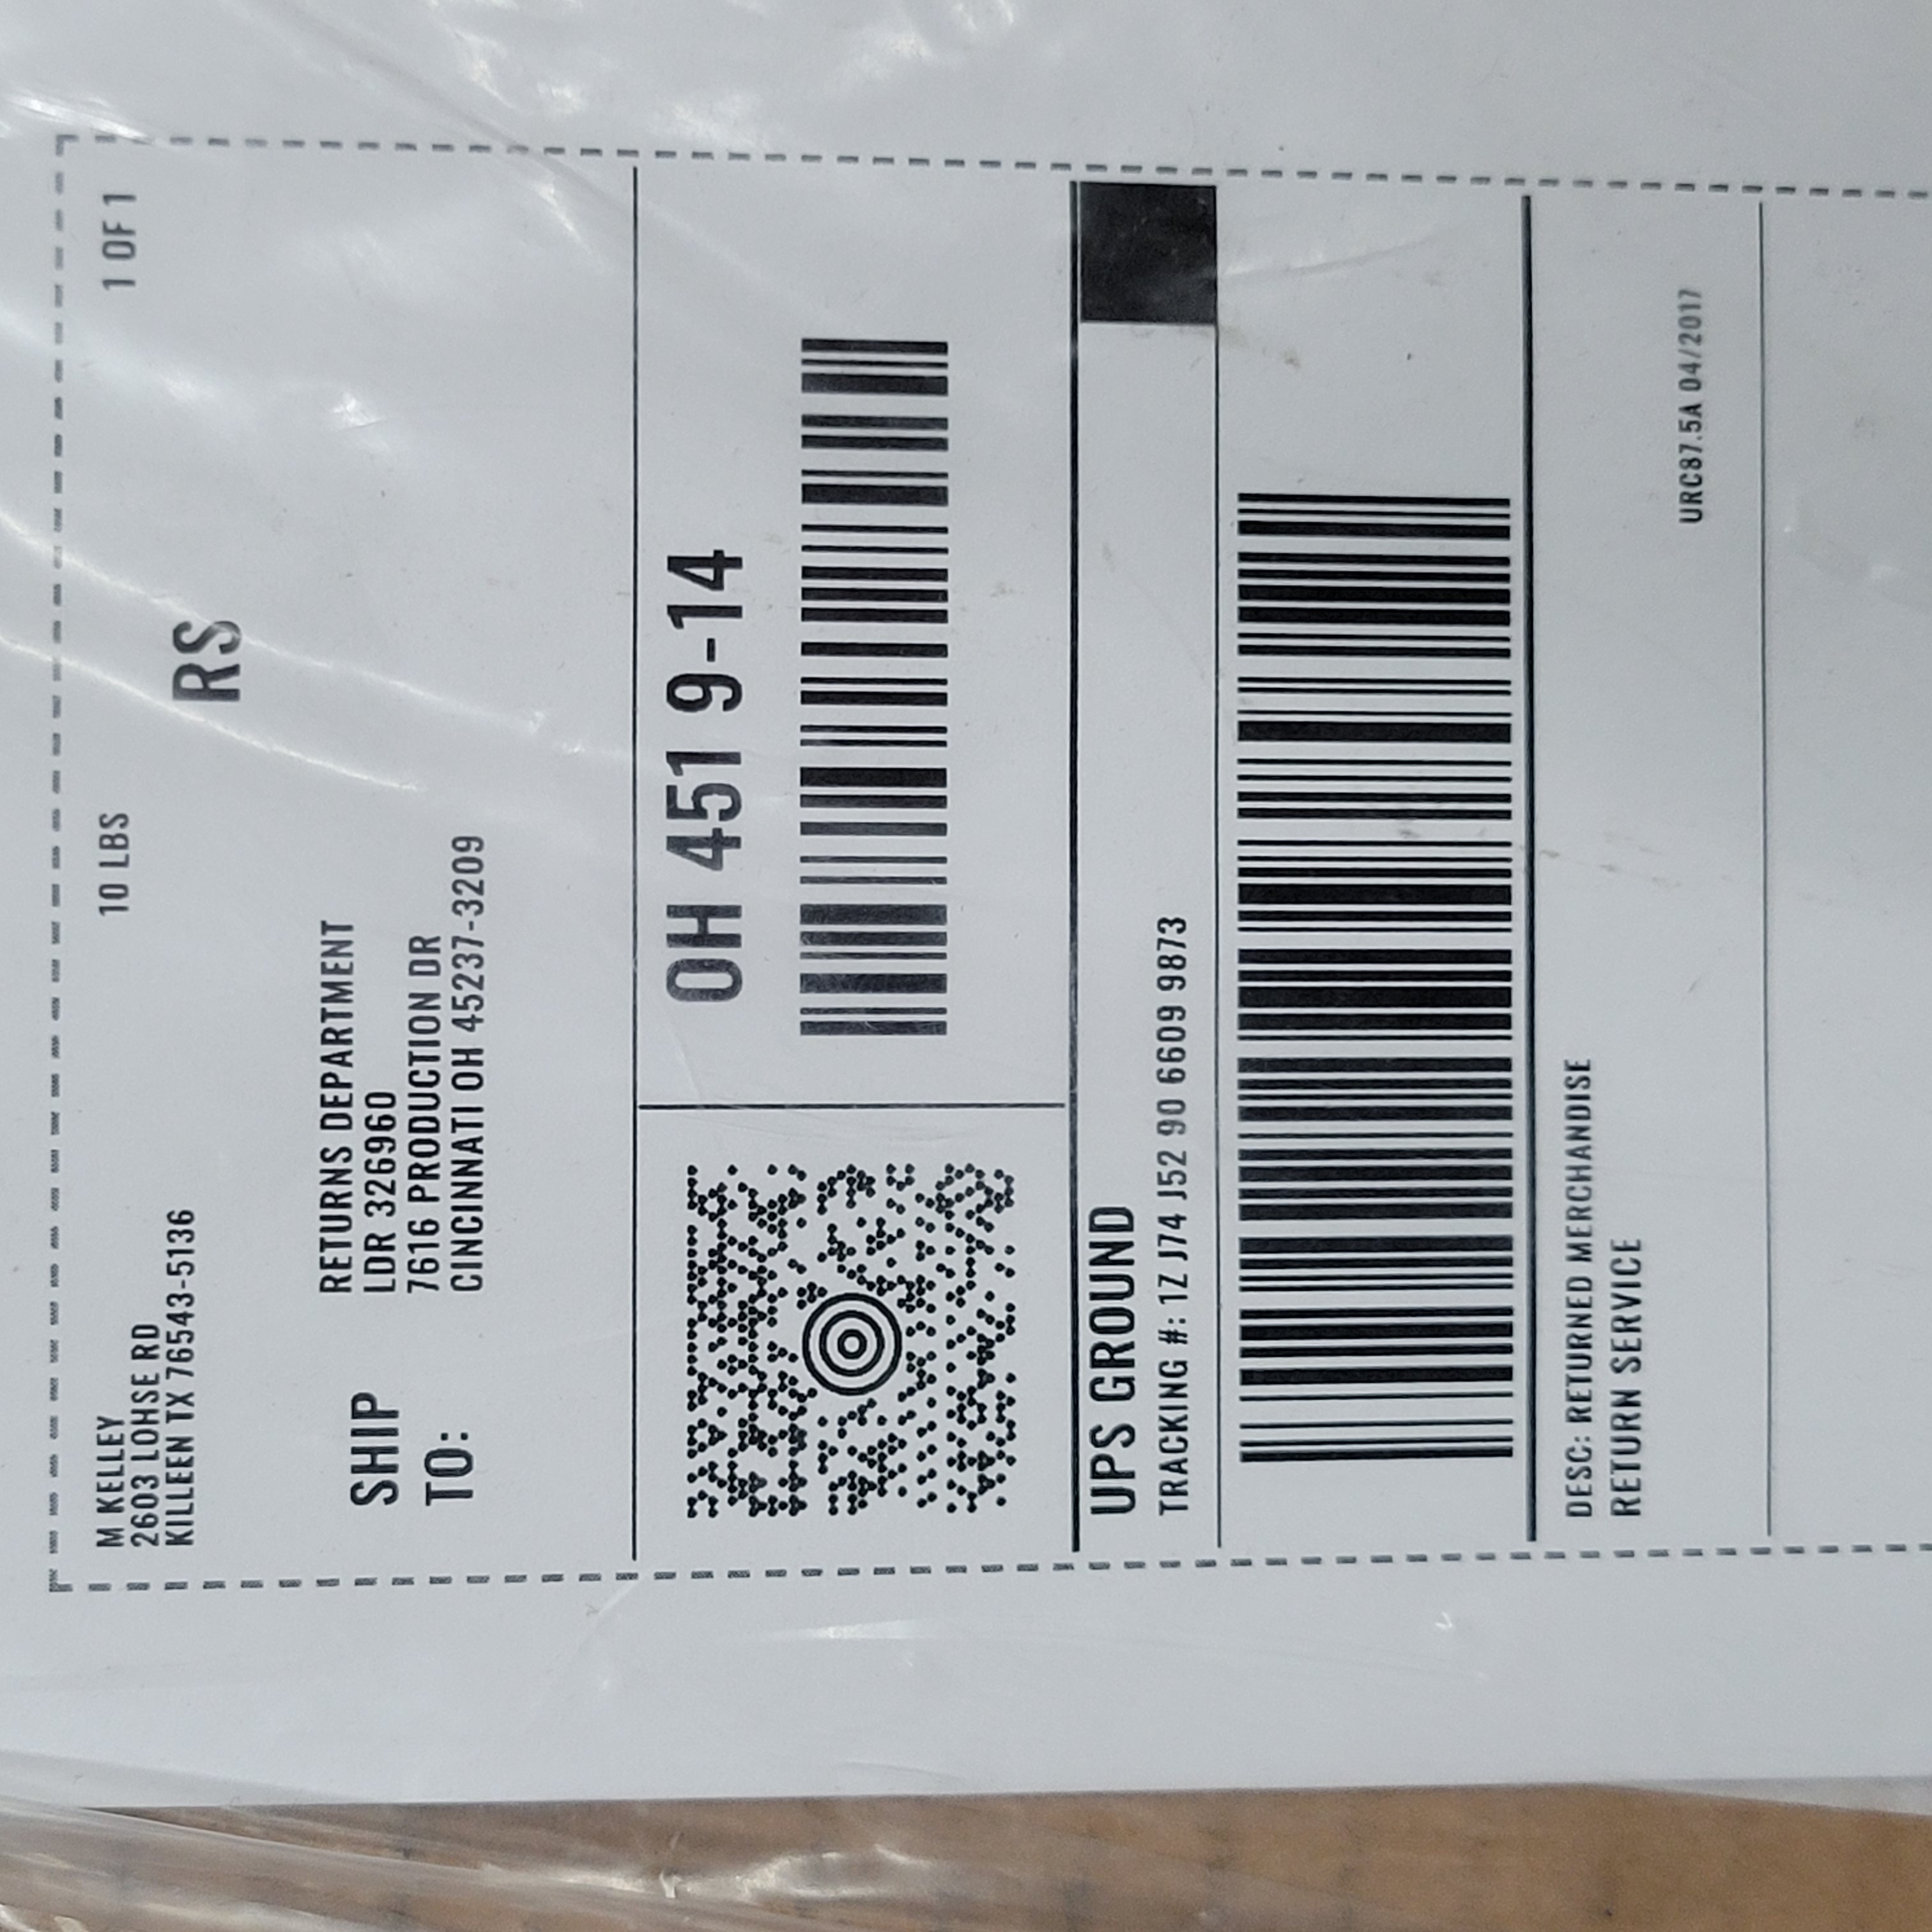 M KELLEY
2603 LOHSE RD
KILLEEN TX 76543-5136
10 LBS
1 OF 1
RS
SHIP
TO:
RETURNS DEPARTMENT
LDR 326960
7616 PRODUCTION DR
CINCINNATI OH 45237-3209
OH 451 9-14
UPS GROUND
TRACKING #: 1Z J74 J52 90 6609 9873
DESC: RETURNED MERCHANDISE
RETURN SERVICE
URC87.5A 04/2017